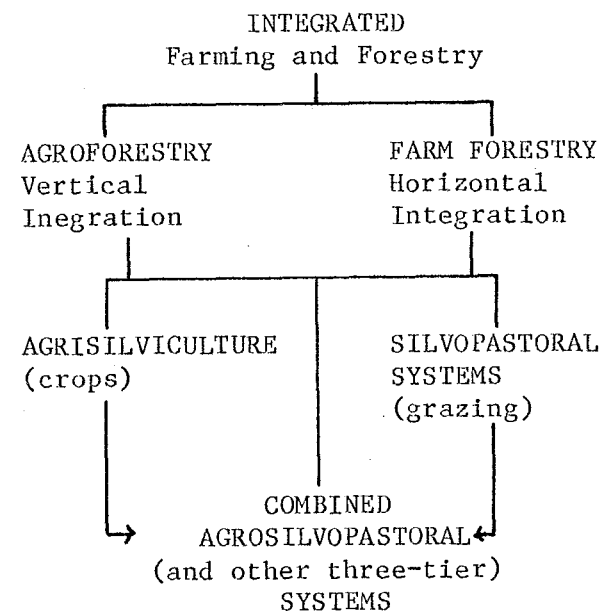 INTEGRATED
Farming and Forestry
AGROFORESTRY
Vertical
Inegration
FARM FORESTRY
Horizontal
Integration
AGRISILVICULTURE
(crops)
SILVOPASTORAL
SYSTEMS
(grazing)
COMBINED
AGROSILVOPASTORAL
(and other three-tier)
SYSTEMS